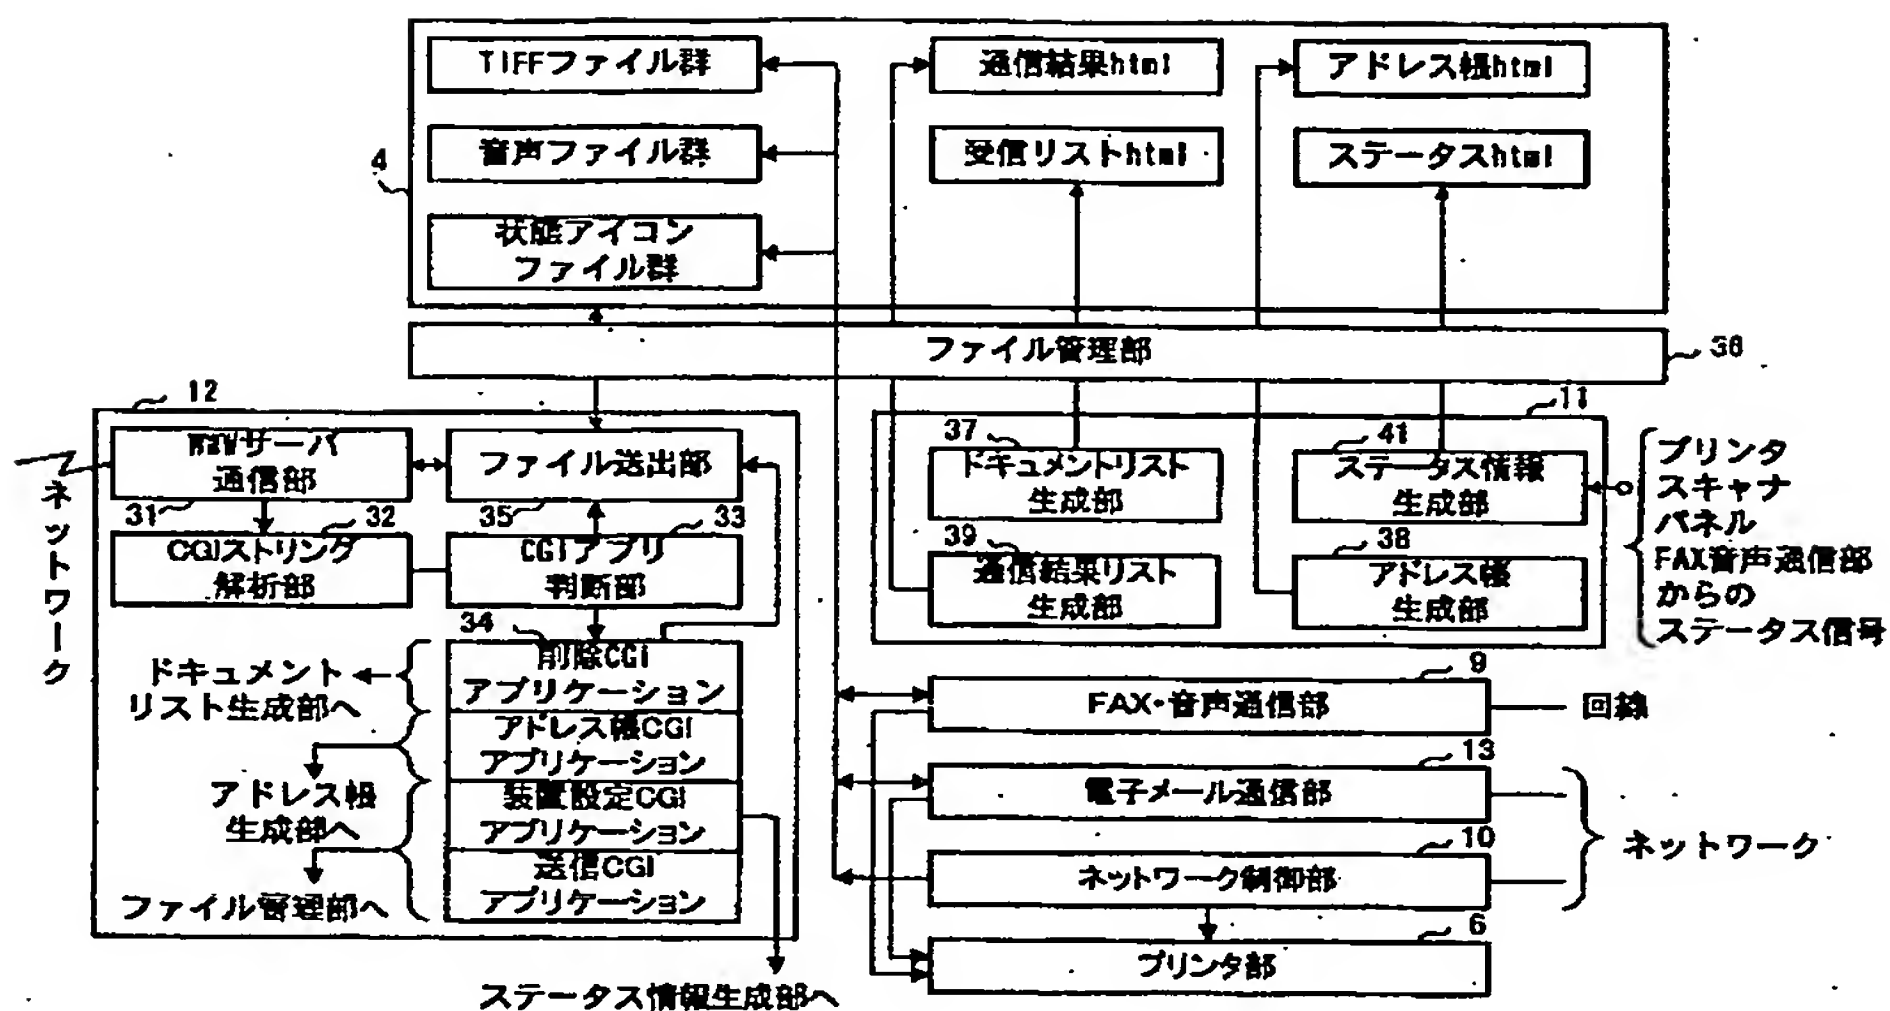 TIFFファイル群
通信結果html
アドレス帳html
音声ファイル群
受信リストhtml
ステータスhtml
4
状態アイコン
ファイル群
ファイル管理部
36
12
WWWサーバ
通信部
ファイル送出部
31
32
35
33
CGIストリング
解析部
CGIアプリ
判断部
ネットワーク
34
削除CGI
アプリケーション
アドレス帳CGI
アプリケーション
装置設定CGI
アプリケーション
送信CGI
アプリケーション
ドキュメント
リスト生成部へ
アドレス帳
生成部へ
ファイル管理部へ
ステータス情報生成部へ
11
37
ドキュメントリスト
生成部
41
ステータス情報
生成部
39
通信結果リスト
生成部
38
アドレス帳
生成部
プリンタ
スキャナ
パネル
FAX音声通信部
からの
ステータス信号
9
FAX・音声通信部
回線
13
電子メール通信部
10
ネットワーク制御部
ネットワーク
6
プリンタ部